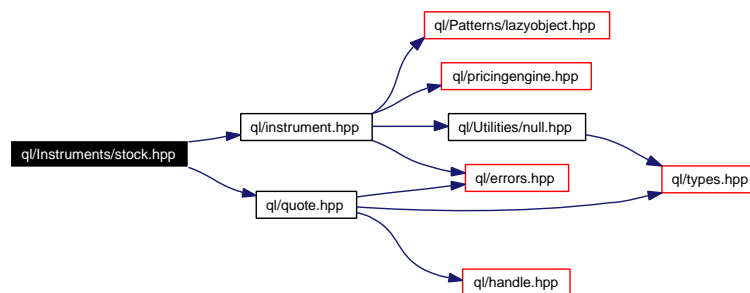 ql/Patterns/lazyobject.hpp
ql/pricingengine.hpp
ql/instrument.hpp
ql/Utilities/null.hpp
ql/Instruments/stock.hpp
ql/errors.hpp
ql/types.hpp
ql/quote.hpp
ql/handle.hpp